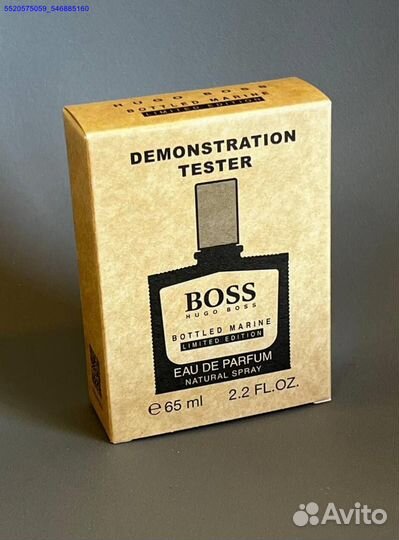 5520575059_546885160
HUGO BOSS
BOTTLED MARINE
LIMITED EDITION
DEMONSTRATION
TESTER
BOSS
HUGO BOSS
BOTTLED MARINE
LIMITED EDITION
EAU DE PARFUM
NATURAL SPRAY
℮ 65 ml 2.2 FL.OZ.
Avito